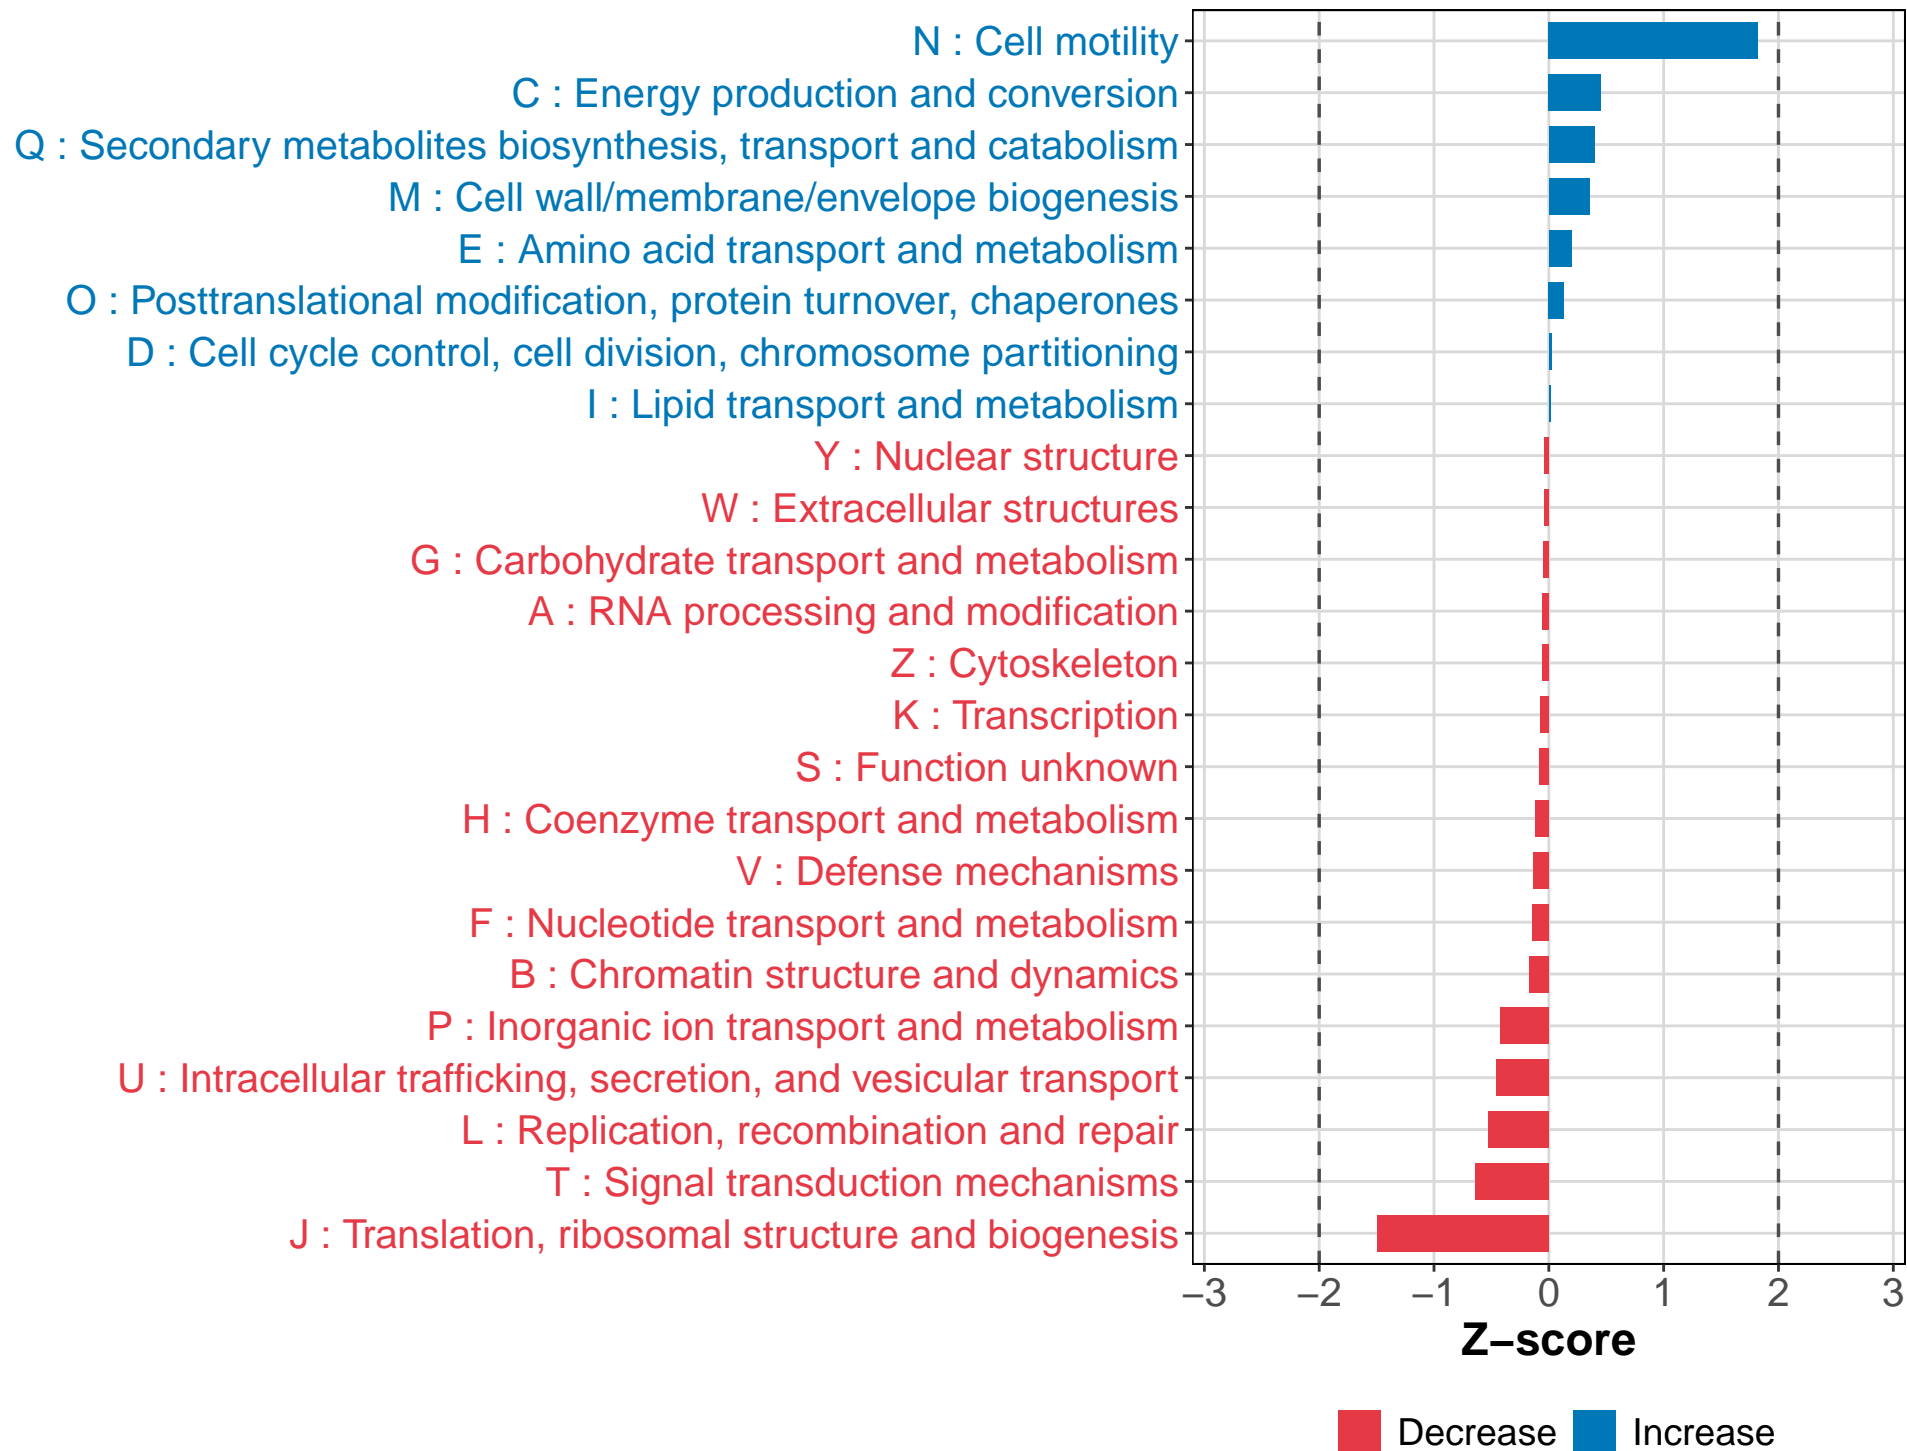 N : Cell motility
C : Energy production and conversion
Q : Secondary metabolites biosynthesis, transport and catabolism
M : Cell wall/membrane/envelope biogenesis
E : Amino acid transport and metabolism
O : Posttranslational modification, protein turnover, chaperones
D : Cell cycle control, cell division, chromosome partitioning
I : Lipid transport and metabolism
Y : Nuclear structure
W : Extracellular structures
G : Carbohydrate transport and metabolism
A : RNA processing and modification
Z : Cytoskeleton
K : Transcription
S : Function unknown
H : Coenzyme transport and metabolism
V : Defense mechanisms
F : Nucleotide transport and metabolism
B : Chromatin structure and dynamics
P : Inorganic ion transport and metabolism
U : Intracellular trafficking, secretion, and vesicular transport
L : Replication, recombination and repair
T : Signal transduction mechanisms
J : Translation, ribosomal structure and biogenesis
−3 −2 −1 0 1 2 3
Z−score
Decrease Increase